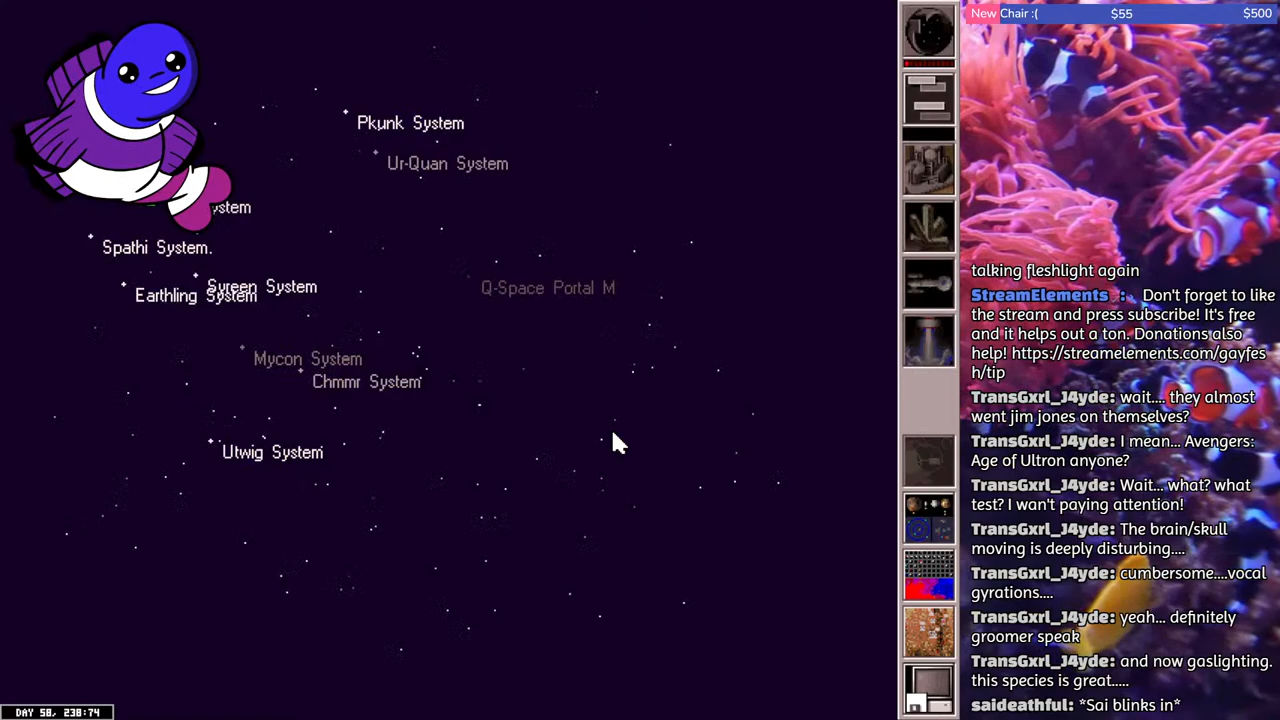 New Chair :( $55 $500
Pkunk System
Ur-Quan System
ystem
Spathi System.
Syreen System
Earthling System
Q-Space Portal M
Mycon System
Chmmr System
Utwig System
DAY 58, 238:74
talking fleshlight again
StreamElements : Don't forget to like
the stream and press subscribe! It's free
and it helps out a ton. Donations also
help! https://streamelements.com/gayfes
h/tip
TransGxrl_J4yde: wait.... they almost
went jim jones on themselves?
TransGxrl_J4yde: I mean... Avengers:
Age of Ultron anyone?
TransGxrl_J4yde: Wait... what? what
test? I wan't paying attention!
TransGxrl_J4yde: The brain/skull
moving is deeply disturbing....
TransGxrl_J4yde: cumbersome....vocal
gyrations....
TransGxrl_J4yde: yeah... definitely
groomer speak
TransGxrl_J4yde: and now gaslighting.
this species is great.....
saideathful: *Sai blinks in*